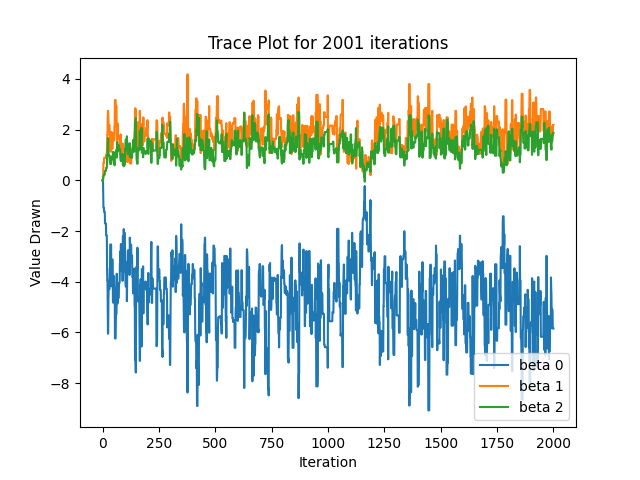 Trace Plot for 2001 iterations
Value Drawn
4
2
0
−2
−4
−6
−8
0
250
500
750
1000
1250
1500
1750
2000
Iteration
beta 0
beta 1
beta 2